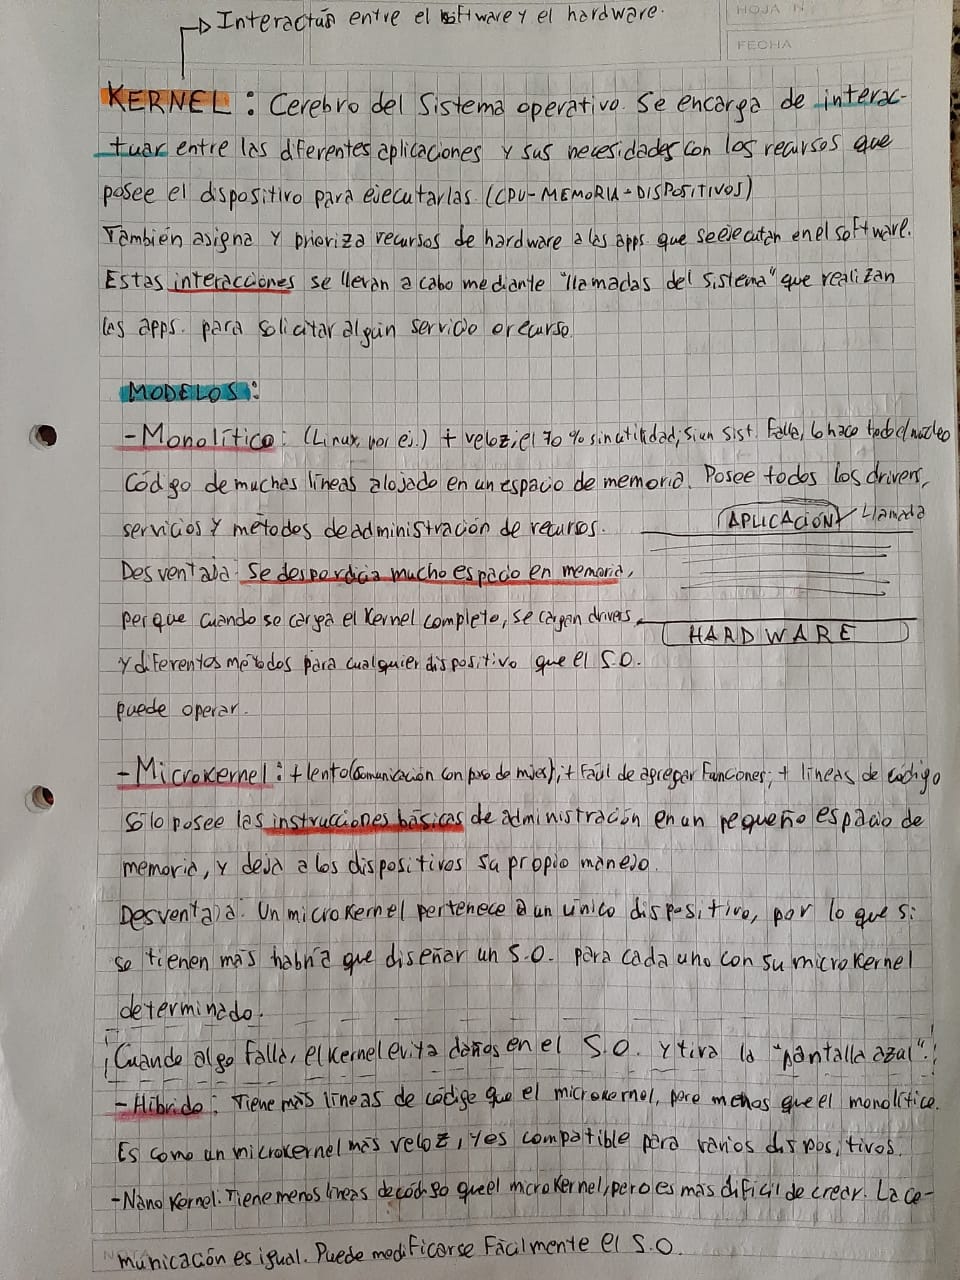 Interactúa entre el software y el hardware.
HOJA N°
FECHA
KERNEL: Cerebro del Sistema operativo. Se encarga de interac-
tuar entre las diferentes aplicaciones y sus necesidades con los recursos que
posee el dispositivo para ejecutarlas (CPU-MEMORIA-DISPOSITIVOS)
También asigna y prioriza recursos de hardware a las apps. que se ejecutan en el software.
Estas interacciones se llevan a cabo mediante "llamadas del sistema" que realizan
las apps. para solicitar algún servicio o recurso.
MODELOS:
-Monolítico: (Linux, por ej.) + veloz; el 70% sin utilidad; si un sist. Falla, lo hace todo el núcleo
Código de muchas líneas alojado en un espacio de memoria. Posee todos los drivers,
servicios y métodos de administración de recursos.
APLICACIÓN Llamada
Desventaja: Se desperdicia mucho espacio en memoria,
porque cuando se carga el Kernel completo, se cargan drivers
HARDWARE
y diferentes métodos para cualquier dispositivo que el S.O.
puede operar.
-Microkernel: + lento (comunicación con paso de mjes); + Fácil de agregar Funciones; + líneas de código
Sólo posee las instrucciones básicas de administración en un pequeño espacio de
memoria, y deja a los dispositivos su propio manejo.
Desventaja: Un microkernel pertenece a un único dispositivo, por lo que si
se tienen más habría que diseñar un S.O. para cada uno con su microkernel
determinado.
¡Cuando algo falla, el kernel evita daños en el S.O. y tira la "pantalla azul".!
-Híbrido: Tiene más líneas de código que el microkernel, pero menos que el monolítico.
Es como un microkernel más veloz, y es compatible para varios dispositivos.
-Nano Kernel: Tiene menos líneas de código que el microkernel, pero es más difícil de crear. La co-
municación es igual. Puede modificarse Fácilmente el S.O.